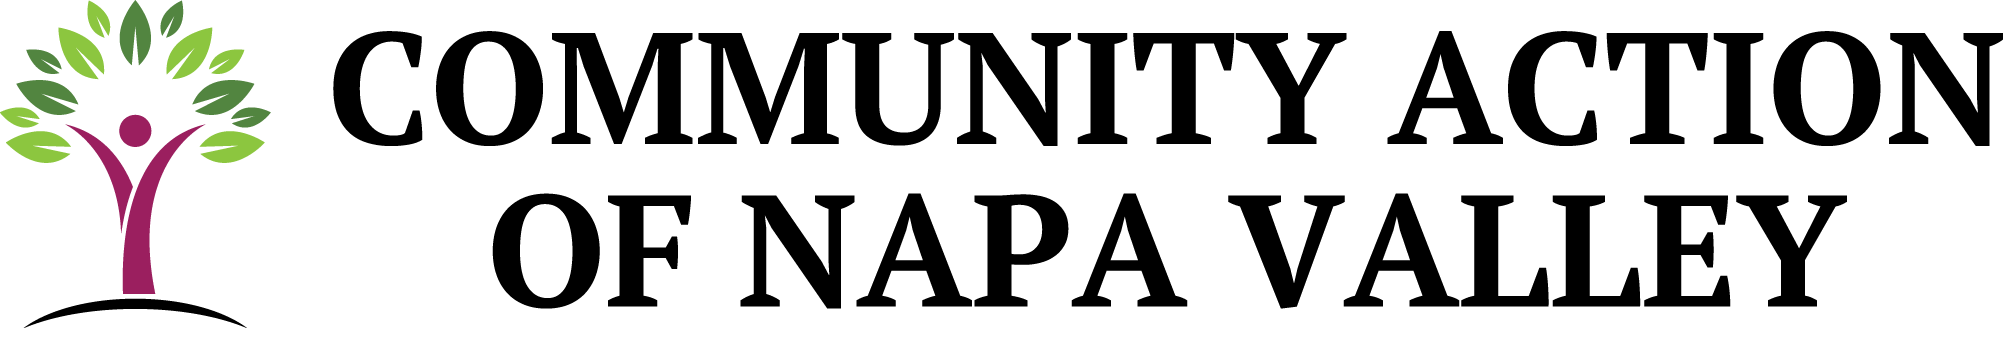 COMMUNITY ACTION
OF NAPA VALLEY